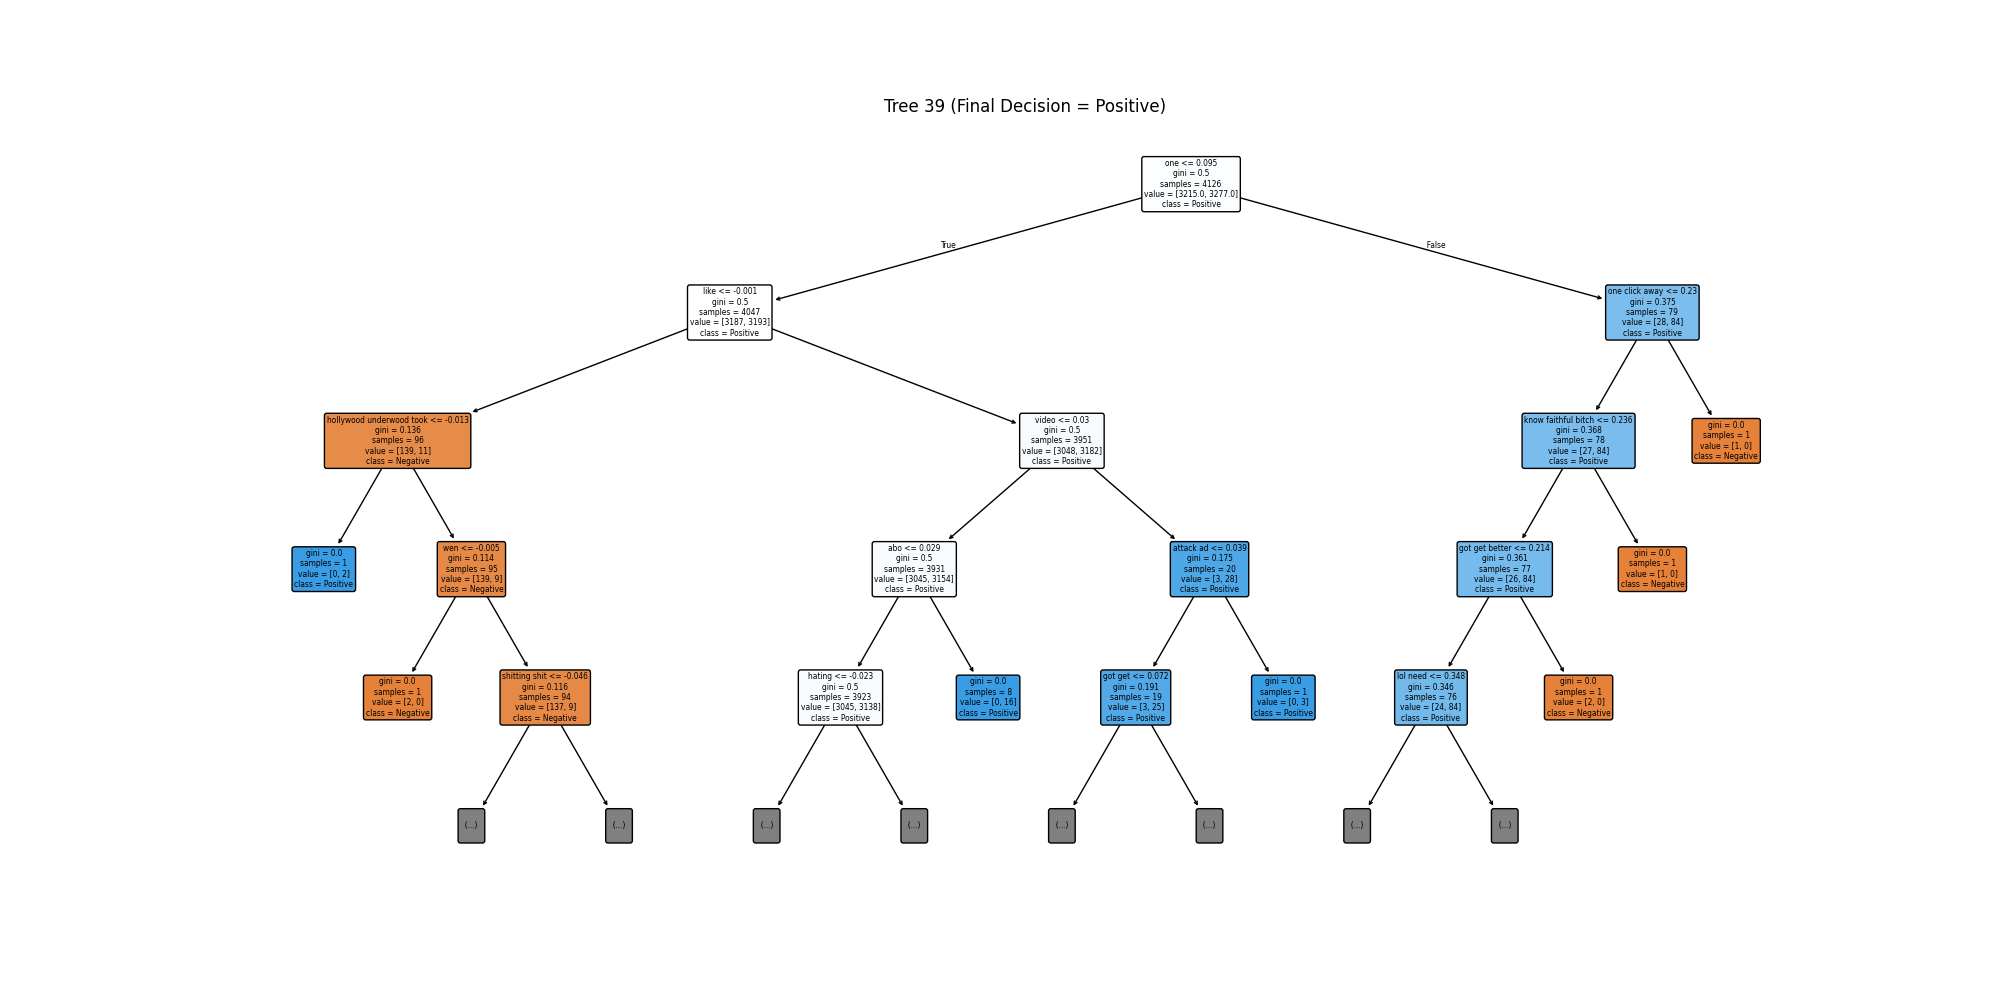 Tree 39 (Final Decision = Positive)
one <= 0.095
gini = 0.5
samples = 4126
value = [3215.0, 3277.0]
class = Positive
True
False
like <= -0.001
gini = 0.5
samples = 4047
value = [3187, 3193]
class = Positive
one click away <= 0.23
gini = 0.375
samples = 79
value = [28, 84]
class = Positive
hollywood underwood took <= -0.013
gini = 0.136
samples = 96
value = [139, 11]
class = Negative
video <= 0.03
gini = 0.5
samples = 3951
value = [3048, 3182]
class = Positive
know faithful bitch <= 0.236
gini = 0.368
samples = 78
value = [27, 84]
class = Positive
gini = 0.0
samples = 1
value = [1, 0]
class = Negative
gini = 0.0
samples = 1
value = [0, 2]
class = Positive
wen <= -0.005
gini = 0.114
samples = 95
value = [139, 9]
class = Negative
abo <= 0.029
gini = 0.5
samples = 3931
value = [3045, 3154]
class = Positive
attack ad <= 0.039
gini = 0.175
samples = 20
value = [3, 28]
class = Positive
got get better <= 0.214
gini = 0.361
samples = 77
value = [26, 84]
class = Positive
gini = 0.0
samples = 1
value = [1, 0]
class = Negative
gini = 0.0
samples = 1
value = [2, 0]
class = Negative
shitting shit <= -0.046
gini = 0.116
samples = 94
value = [137, 9]
class = Negative
hating <= -0.023
gini = 0.5
samples = 3923
value = [3045, 3138]
class = Positive
gini = 0.0
samples = 8
value = [0, 16]
class = Positive
got get <= 0.072
gini = 0.191
samples = 19
value = [3, 25]
class = Positive
gini = 0.0
samples = 1
value = [0, 3]
class = Positive
lol need <= 0.348
gini = 0.346
samples = 76
value = [24, 84]
class = Positive
gini = 0.0
samples = 1
value = [2, 0]
class = Negative
(...)
(...)
(...)
(...)
(...)
(...)
(...)
(...)